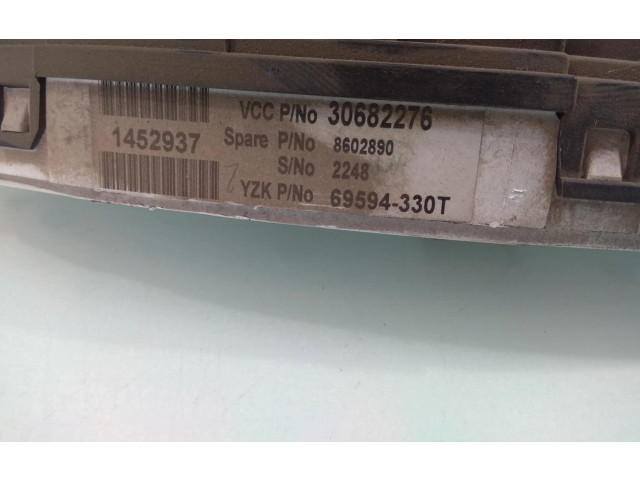 VCC P/No 30682276
1452937 Spare P/No 8602890
S/No 2248
YZK P/No 69594-330T